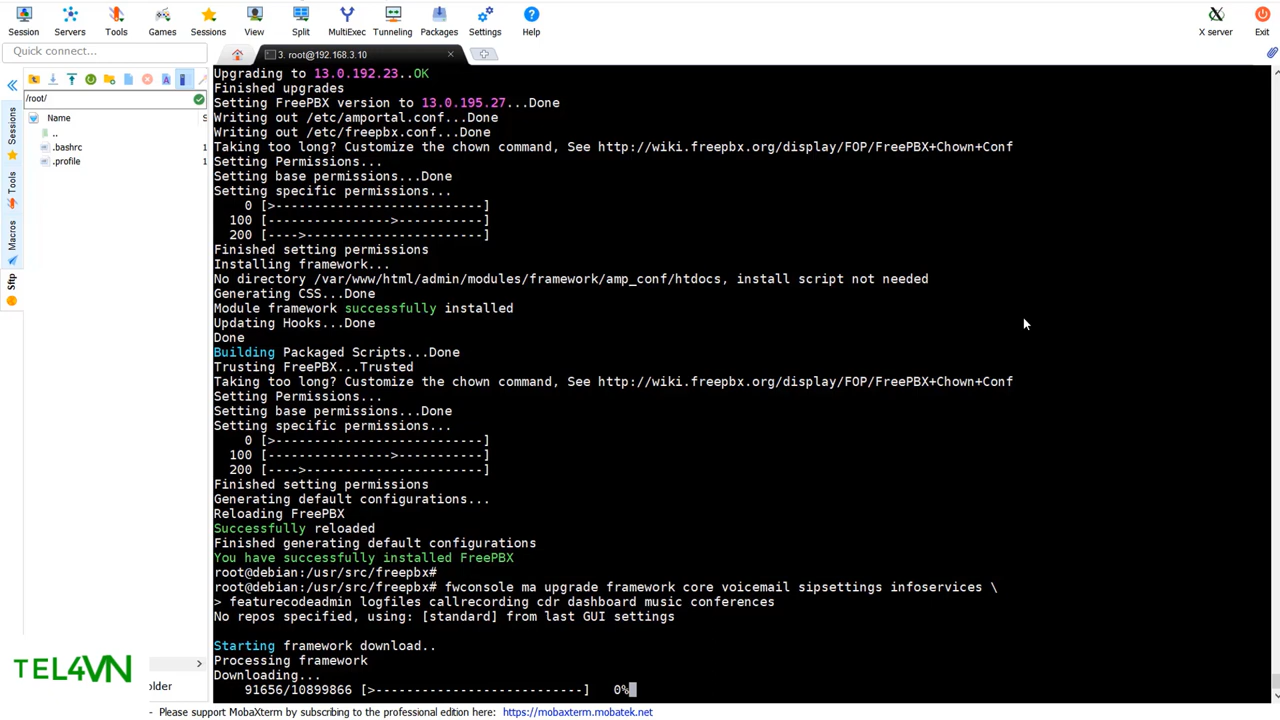 Session Servers Tools Games Sessions View Split MultiExec Tunneling Packages Settings Help X server Exit
Quick connect...
3. root@192.168.3.10
/root/
Name
..
.bashrc
.profile
Sessions
Tools
Macros
Sftp
Upgrading to 13.0.192.23..OK
Finished upgrades
Setting FreePBX version to 13.0.195.27...Done
Writing out /etc/amportal.conf...Done
Writing out /etc/freepbx.conf...Done
Taking too long? Customize the chown command, See http://wiki.freepbx.org/display/FOP/FreePBX+Chown+Conf
Setting Permissions...
Setting base permissions...Done
Setting specific permissions...
0 [>---------------------------]
100 [---------------->-----------]
200 [---->-----------------------]
Finished setting permissions
Installing framework...
No directory /var/www/html/admin/modules/framework/amp_conf/htdocs, install script not needed
Generating CSS...Done
Module framework successfully installed
Updating Hooks...Done
Done
Building Packaged Scripts...Done
Trusting FreePBX...Trusted
Taking too long? Customize the chown command, See http://wiki.freepbx.org/display/FOP/FreePBX+Chown+Conf
Setting Permissions...
Setting base permissions...Done
Setting specific permissions...
0 [>---------------------------]
100 [---------------->-----------]
200 [---->-----------------------]
Finished setting permissions
Generating default configurations...
Reloading FreePBX
Successfully reloaded
Finished generating default configurations
You have successfully installed FreePBX
root@debian:/usr/src/freepbx#
root@debian:/usr/src/freepbx# fwconsole ma upgrade framework core voicemail sipsettings infoservices \
> featurecodeadmin logfiles callrecording cdr dashboard music conferences
No repos specified, using: [standard] from last GUI settings
Starting framework download..
Processing framework
Downloading...
91656/10899866 [>---------------------------] 0%
TEL4VN
older
- Please support MobaXterm by subscribing to the professional edition here: https://mobaxterm.mobatek.net